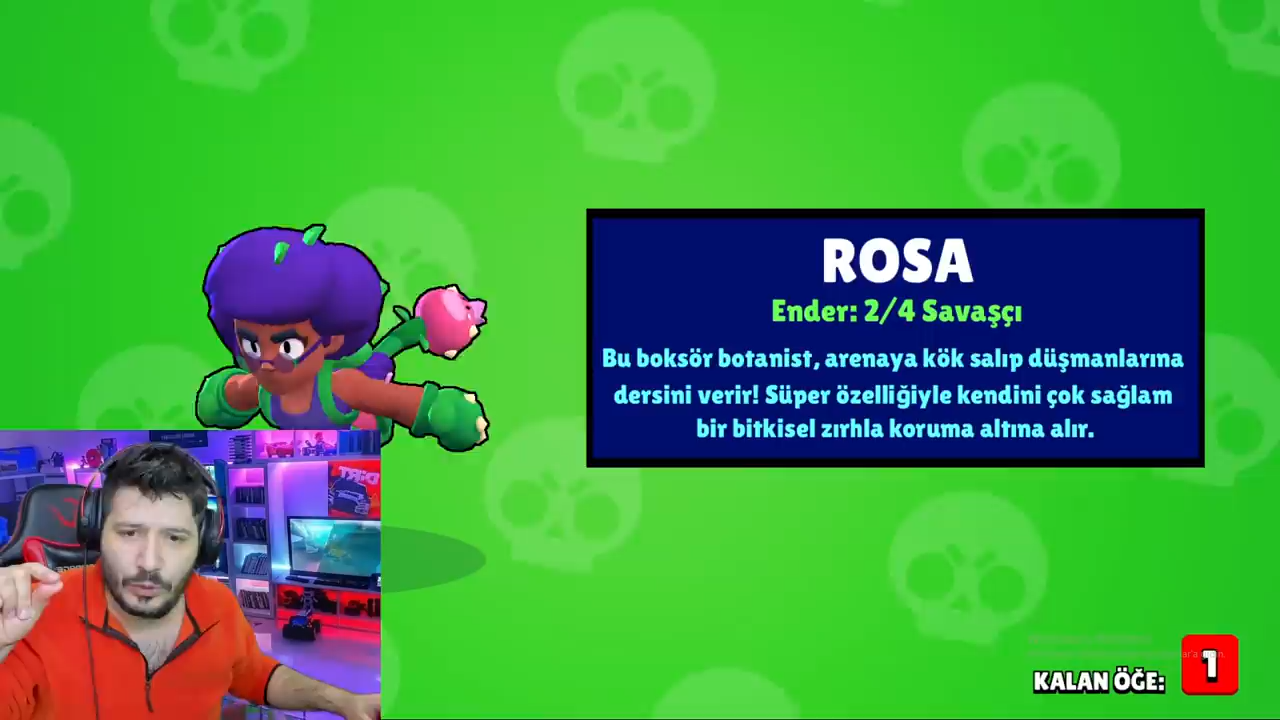 ROSA
Ender: 2/4 Savaşçı
Bu boksör botanist, arenaya kök salıp düşmanlarına
dersini verir! Süper özelliğiyle kendini çok sağlam
bir bitkisel zırhla koruma altına alır.
DiRT
KALAN ÖĞE:
1